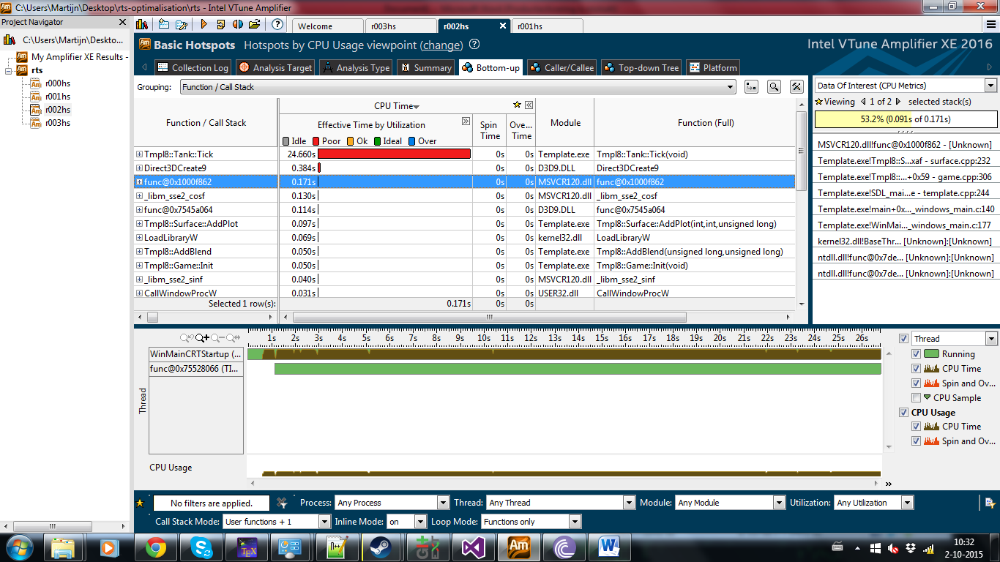 C:\Users\Martijn\Desktop\rts-optimalisation\rts - Intel VTune Amplifier
Project Navigator
C:\Users\Martijn\Deskto...
My Amplifier XE Results -
rts
r000hs
r001hs
r002hs
r003hs
Welcome r003hs r002hs r001hs
Basic Hotspots Hotspots by CPU Usage viewpoint (change)
Intel VTune Amplifier XE 2016
Collection Log Analysis Target Analysis Type Summary Bottom-up Caller/Callee Top-down Tree Platform
Grouping: Function / Call Stack
Function / Call Stack
CPU Time
Effective Time by Utilization
Idle Poor Ok Ideal Over
Spin Time
Ove... Time
Module
Function (Full)
Tmpl8::Tank::Tick 24.660s 0s 0s Template.exe Tmpl8::Tank::Tick(void)
Direct3DCreate9 0.384s 0s 0s D3D9.DLL Direct3DCreate9
func@0x1000f862 0.171s 0s 0s MSVCR120.dll func@0x1000f862
_libm_sse2_cosf 0.130s 0s 0s MSVCR120.dll _libm_sse2_cosf
func@0x7545a064 0.114s 0s 0s D3D9.DLL func@0x7545a064
Tmpl8::Surface::AddPlot 0.097s 0s 0s Template.exe Tmpl8::Surface::AddPlot(int,int,unsigned long)
LoadLibraryW 0.069s 0s 0s kernel32.dll LoadLibraryW
Tmpl8::AddBlend 0.050s 0s 0s Template.exe Tmpl8::AddBlend(unsigned long,unsigned long)
Tmpl8::Game::Init 0.050s 0s 0s Template.exe Tmpl8::Game::Init(void)
_libm_sse2_sinf 0.040s 0s 0s MSVCR120.dll _libm_sse2_sinf
CallWindowProcW 0.031s 0s 0s USER32.dll CallWindowProcW
Selected 1 row(s): 0.171s 0s 0s
Data Of Interest (CPU Metrics)
Viewing 1 of 2 selected stack(s)
53.2% (0.091s of 0.171s)
MSVCR120.dll!func@0x1000f862 - [Unknown]
Template.exe!Tmpl8::S...xaf - surface.cpp:232
Template.exe!Tmpl8::...+0x59 - game.cpp:306
Template.exe!SDL_mai...e - template.cpp:244
Template.exe!main+0x..._windows_main.c:140
Template.exe!WinMai..._windows_main.c:177
kernel32.dll!BaseThr... [Unknown]:[Unknown]
ntdll.dll!func@0x7de... [Unknown]:[Unknown]
ntdll.dll!func@0x7de... [Unknown]:[Unknown]
1s 2s 3s 4s 5s 6s 7s 8s 9s 10s 11s 12s 13s 14s 15s 16s 17s 18s 19s 20s 21s 22s 23s 24s 25s 26s
Thread
WinMainCRTStartup (...
func@0x75528066 (TI...
CPU Usage
Thread
Running
CPU Time
Spin and Ov...
CPU Sample
CPU Usage
CPU Time
Spin and Ov...
No filters are applied. Process: Any Process Thread: Any Thread Module: Any Module Utilization: Any Utilization
Call Stack Mode: User functions + 1 Inline Mode: on Loop Mode: Functions only
10:32
2-10-2015